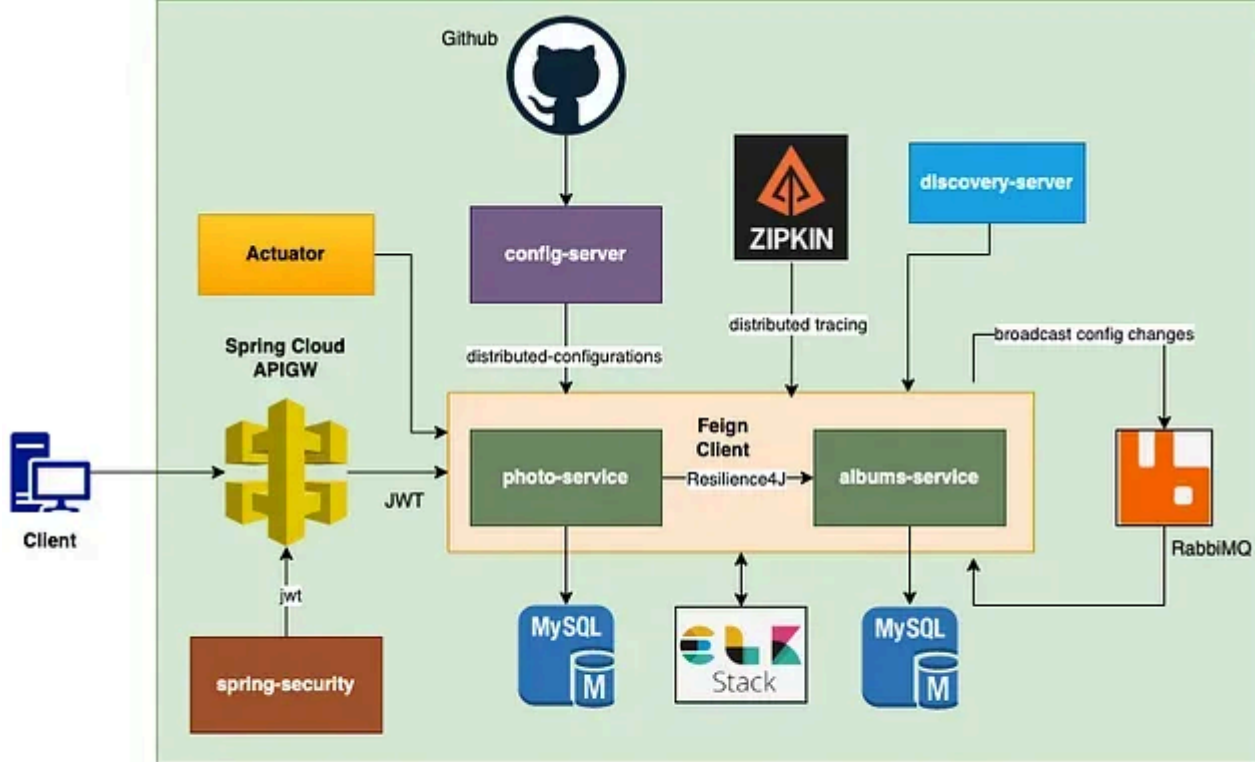 Github
ZIPKIN
discovery-server
Actuator
config-server
distributed tracing
broadcast config changes
Spring Cloud
APIGW
distributed-configurations
Feign
Client
photo-service
Resilience4J
albums-service
JWT
Client
RabbiMQ
jwt
MySQL
M
ELK
Stack
MySQL
M
spring-security